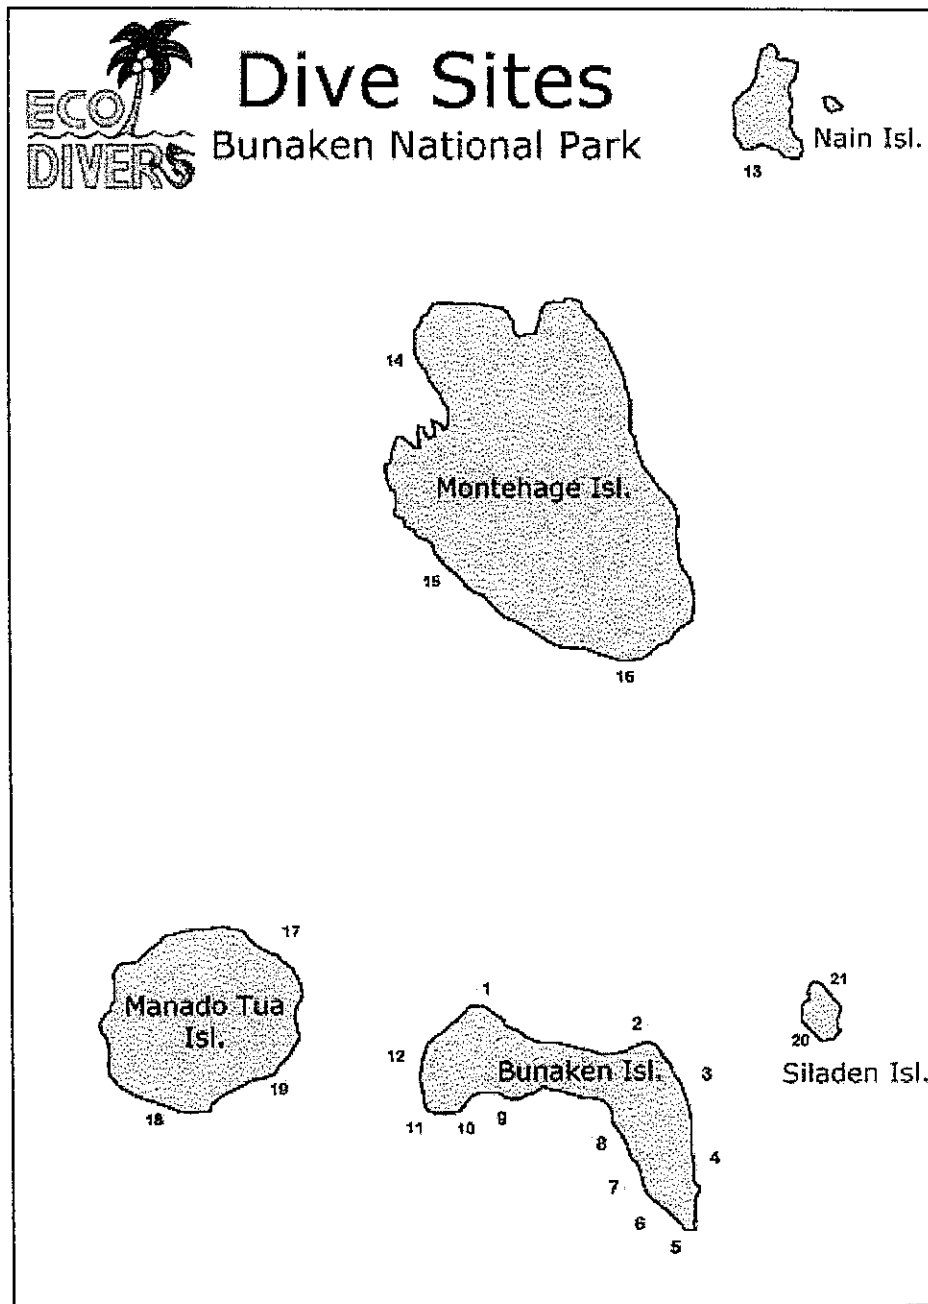 ECO
DIVERS
Dive Sites
Bunaken National Park
Nain Isl.
13
14
Montehage Isl.
15
16
17
Manado Tua
Isl.
18
19
1
2
12
Bunaken Isl.
3
11
10
9
8
4
7
6
5
21
20
Siladen Isl.